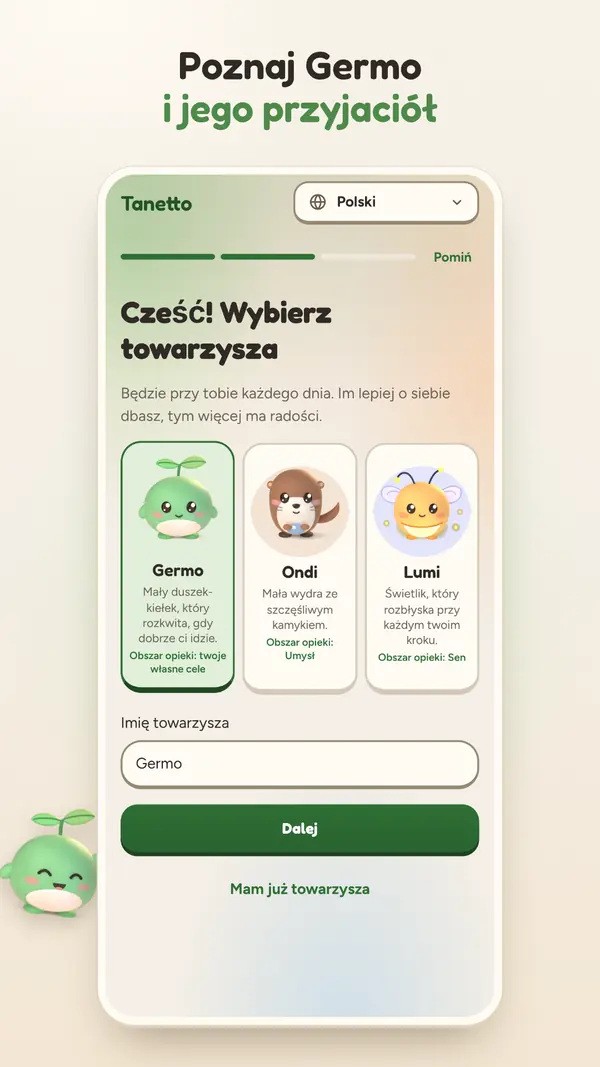 Poznaj Germo
i jego przyjaciół
Tanetto
Polski
Pomiń
Cześć! Wybierz
towarzysza
Będzie przy tobie każdego dnia. Im lepiej o siebie
dbasz, tym więcej ma radości.
Germo
Mały duszek-
kiełek, który
rozkwita, gdy
dobrze ci idzie.
Obszar opieki: twoje
własne cele
Ondi
Mała wydra ze
szczęśliwym
kamykiem.
Obszar opieki:
Umysł
Lumi
Świetlik, który
rozbłyska przy
każdym twoim
kroku.
Obszar opieki: Sen
Imię towarzysza
Germo
Dalej
Mam już towarzysza